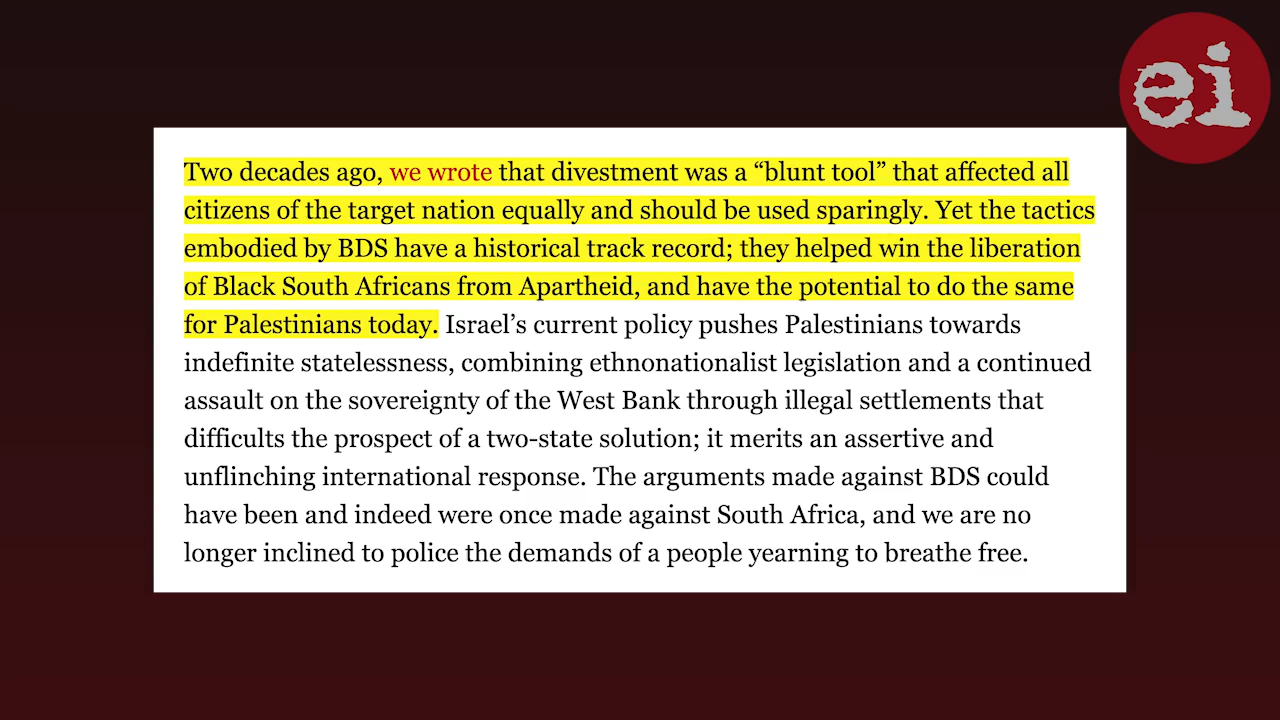 ei
Two decades ago, we wrote that divestment was a “blunt tool” that affected all
citizens of the target nation equally and should be used sparingly. Yet the tactics
embodied by BDS have a historical track record; they helped win the liberation
of Black South Africans from Apartheid, and have the potential to do the same
for Palestinians today. Israel’s current policy pushes Palestinians towards
indefinite statelessness, combining ethnonationalist legislation and a continued
assault on the sovereignty of the West Bank through illegal settlements that
difficults the prospect of a two-state solution; it merits an assertive and
unflinching international response. The arguments made against BDS could
have been and indeed were once made against South Africa, and we are no
longer inclined to police the demands of a people yearning to breathe free.